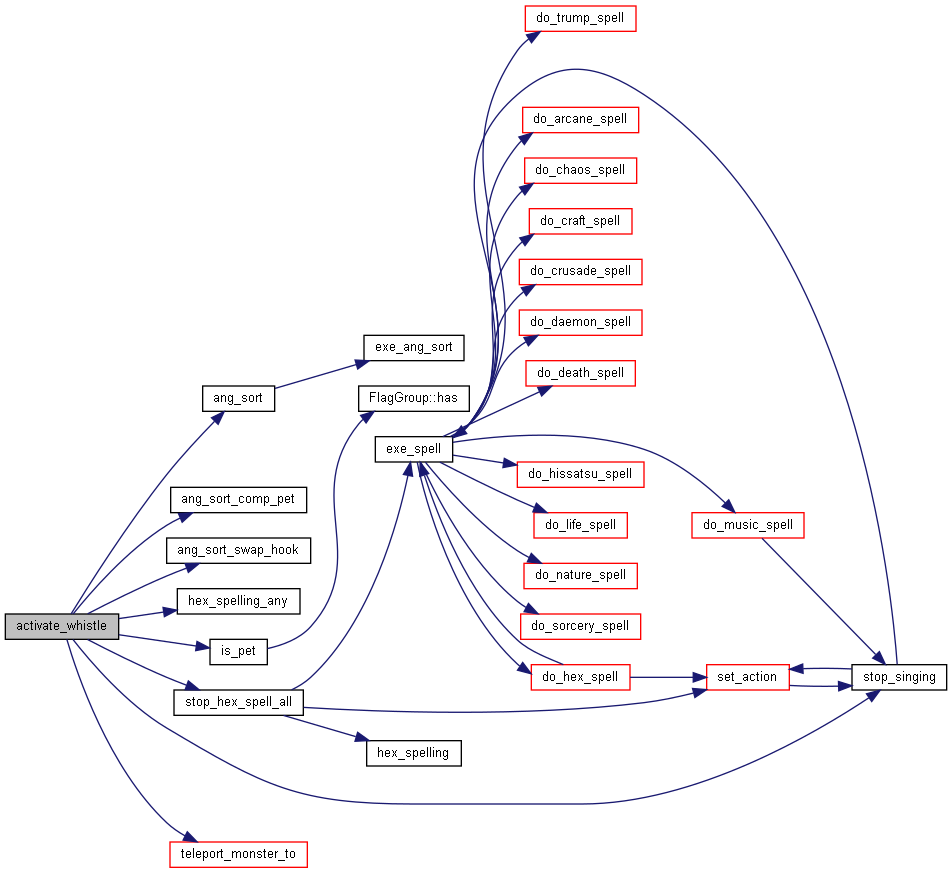 do_trump_spell
do_arcane_spell
do_chaos_spell
do_craft_spell
do_crusade_spell
do_daemon_spell
exe_ang_sort
do_death_spell
ang_sort
FlagGroup::has
exe_spell
do_hissatsu_spell
ang_sort_comp_pet
do_life_spell
do_music_spell
ang_sort_swap_hook
do_nature_spell
hex_spelling_any
activate_whistle
do_sorcery_spell
is_pet
do_hex_spell
set_action
stop_singing
stop_hex_spell_all
hex_spelling
teleport_monster_to